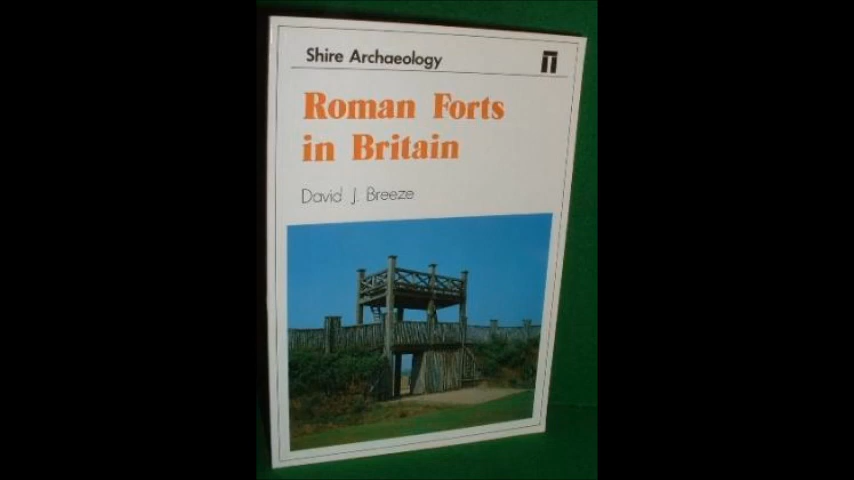 Shire Archaeology
Roman Forts
in Britain
David J. Breeze